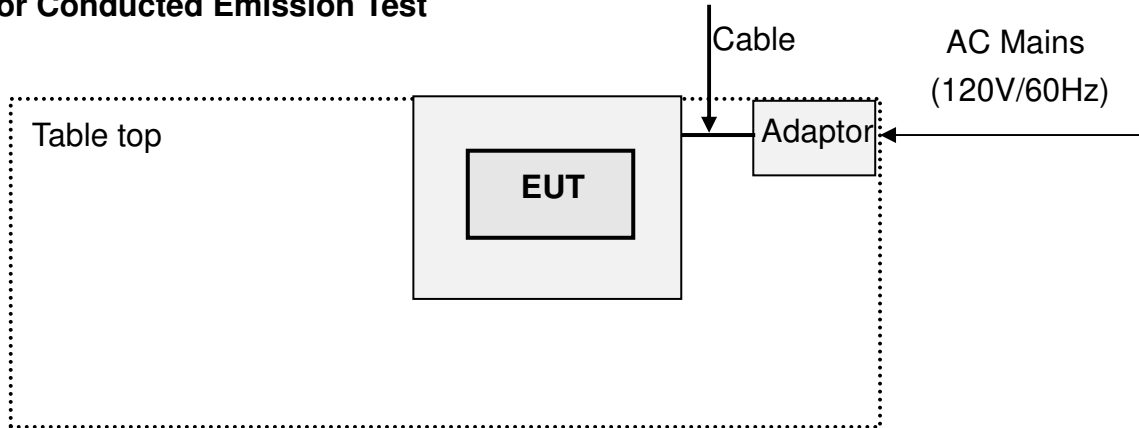 or Conducted Emission Test
Cable
AC Mains
(120V/60Hz)
Table top
Adaptor
EUT